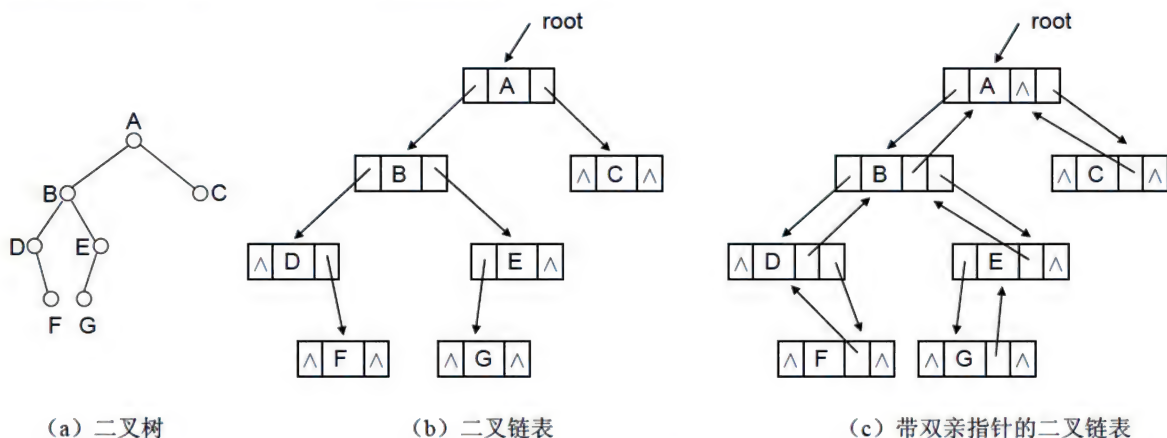 root
root
A
A
A ∧
B
C
B
∧ C ∧
B
∧ C ∧
D
E
∧ D
E ∧
∧ D
E ∧
F G
∧ F ∧
∧ G ∧
∧ F ∧
∧ G ∧
(a) 二叉树
(b) 二叉链表
(c) 带双亲指针的二叉链表